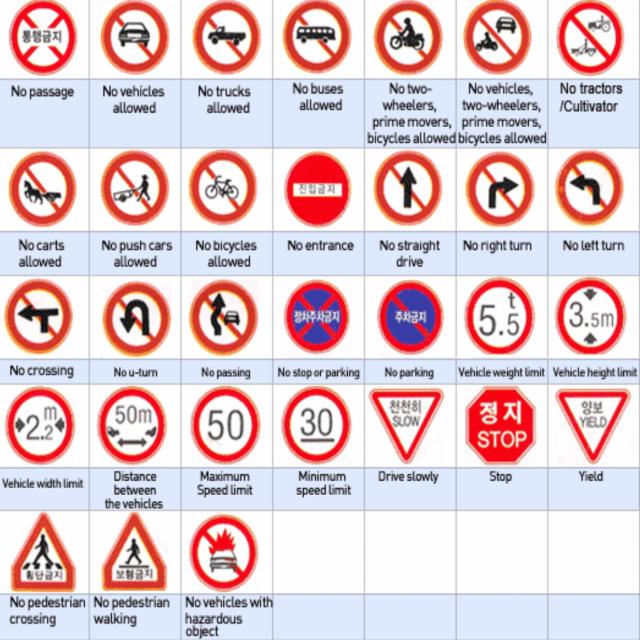 통행금지
No passage
No vehicles
allowed
No trucks
allowed
No buses
allowed
No two-
wheelers,
prime movers,
bicycles allowed
No vehicles,
two-wheelers,
prime movers,
bicycles allowed
No tractors
/Cultivator
진입금지
No carts
allowed
No push cars
allowed
No bicycles
allowed
No entrance
No straight
drive
No right turn
No left turn
정차주차금지
주차금지
5.5 t
3.5m
No crossing
No u-turn
No passing
No stop or parking
No parking
Vehicle weight limit
Vehicle height limit
2.2 m
50m
50
30
천천히
SLOW
정지
STOP
양보
YIELD
Vehicle width limit
Distance
between
the vehicles
Maximum
Speed limit
Minimum
speed limit
Drive slowly
Stop
Yield
횡단금지
보행금지
No pedestrian
crossing
No pedestrian
walking
No vehicles with
hazardous
object